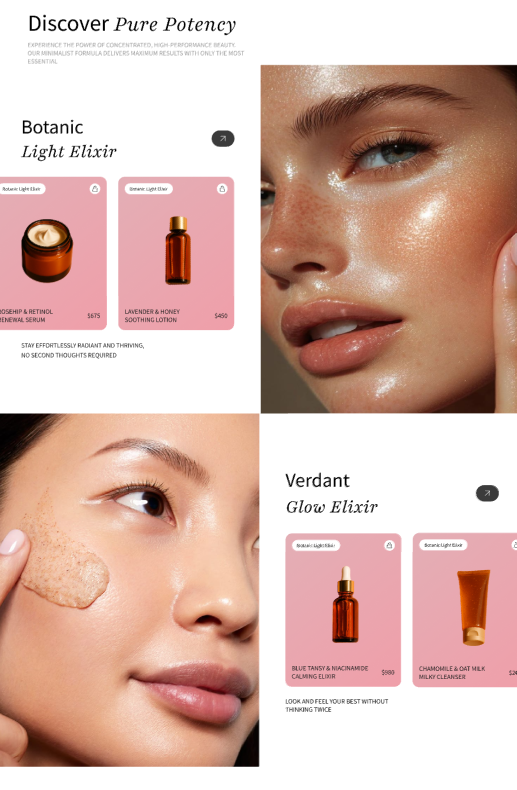 Discover Pure Potency
EXPERIENCE THE POWER OF CONCENTRATED, HIGH-PERFORMANCE BEAUTY.
OUR MINIMALIST FORMULA DELIVERS MAXIMUM RESULTS WITH ONLY THE MOST
ESSENTIAL
Botanic
Light Elixir
Botanic Light Elixir
Botanic Light Elixir
ROSEHIP & RETINOL
RENEWAL SERUM
$675
LAVENDER & HONEY
SOOTHING LOTION
$450
STAY EFFORTLESSLY RADIANT AND THRIVING,
NO SECOND THOUGHTS REQUIRED
Verdant
Glow Elixir
Botanic Light Elixir
Botanic Light Elixir
BLUE TANSY & NIACINAMIDE
CALMING ELIXIR
$980
CHAMOMILE & OAT MILK
MILKY CLEANSER
LOOK AND FEEL YOUR BEST WITHOUT
THINKING TWICE